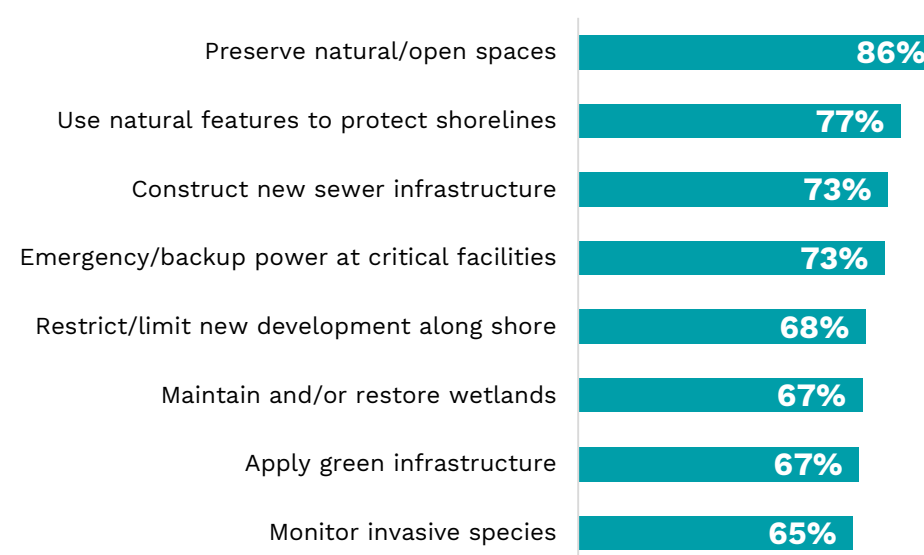 Preserve natural/open spaces 86%
Use natural features to protect shorelines 77%
Construct new sewer infrastructure 73%
Emergency/backup power at critical facilities 73%
Restrict/limit new development along shore 68%
Maintain and/or restore wetlands 67%
Apply green infrastructure 67%
Monitor invasive species 65%